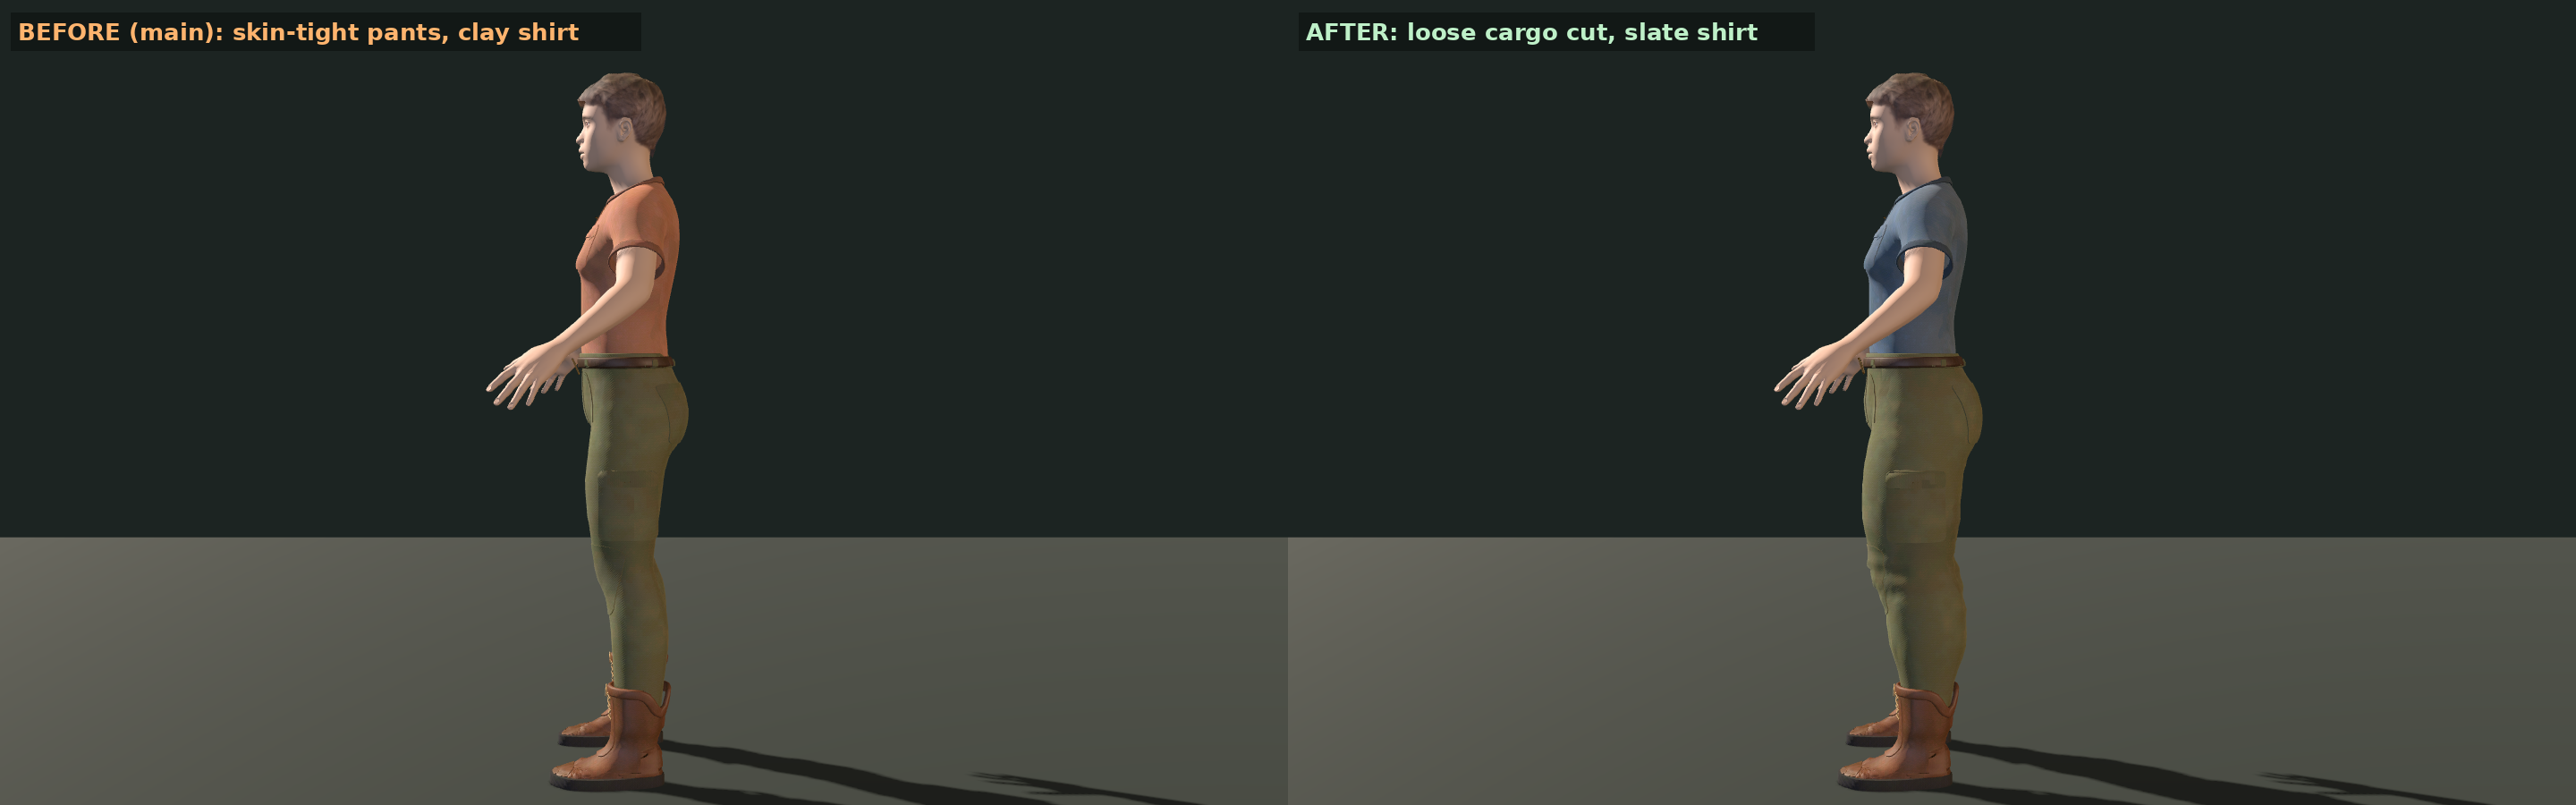 BEFORE (main): skin-tight pants, clay shirt
AFTER: loose cargo cut, slate shirt